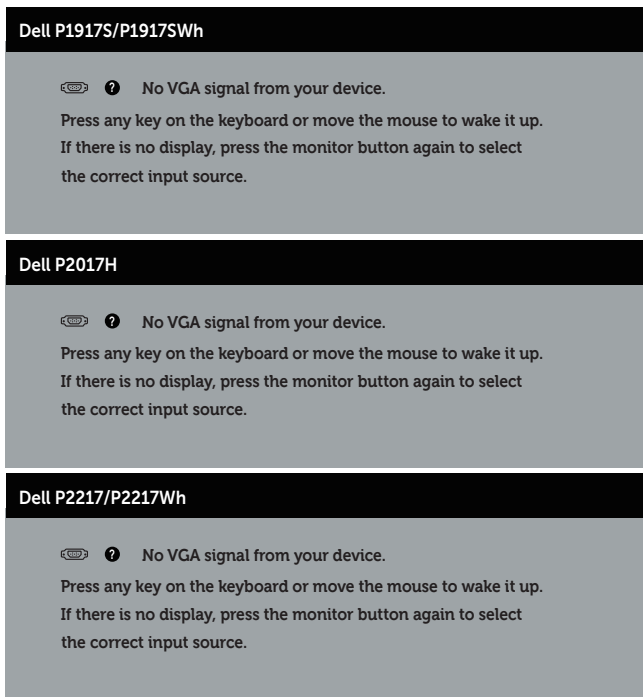 Dell P1917S/P1917SWh
? No VGA signal from your device.
Press any key on the keyboard or move the mouse to wake it up.
If there is no display, press the monitor button again to select
the correct input source.
Dell P2017H
? No VGA signal from your device.
Press any key on the keyboard or move the mouse to wake it up.
If there is no display, press the monitor button again to select
the correct input source.
Dell P2217/P2217Wh
? No VGA signal from your device.
Press any key on the keyboard or move the mouse to wake it up.
If there is no display, press the monitor button again to select
the correct input source.